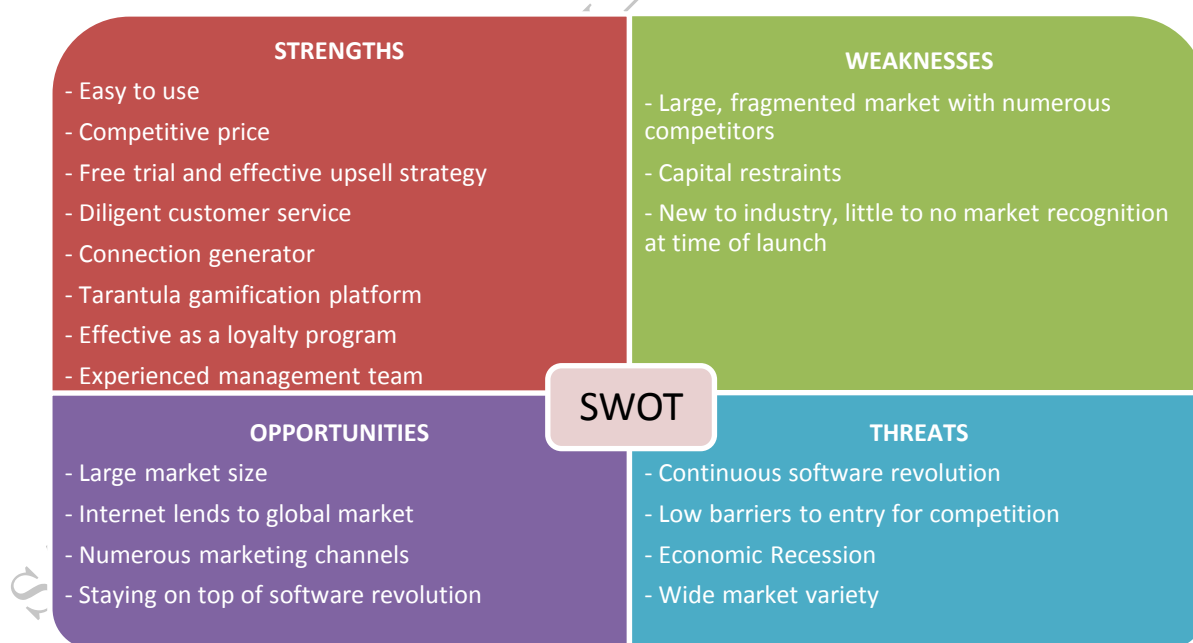 STRENGTHS
- Easy to use
- Competitive price
- Free trial and effective upsell strategy
- Diligent customer service
- Connection generator
- Tarantula gamification platform
- Effective as a loyalty program
- Experienced management team
WEAKNESSES
- Large, fragmented market with numerous
competitors
- Capital restraints
- New to industry, little to no market recognition
at time of launch
SWOT
OPPORTUNITIES
- Large market size
- Internet lends to global market
- Numerous marketing channels
- Staying on top of software revolution
THREATS
- Continuous software revolution
- Low barriers to entry for competition
- Economic Recession
- Wide market variety